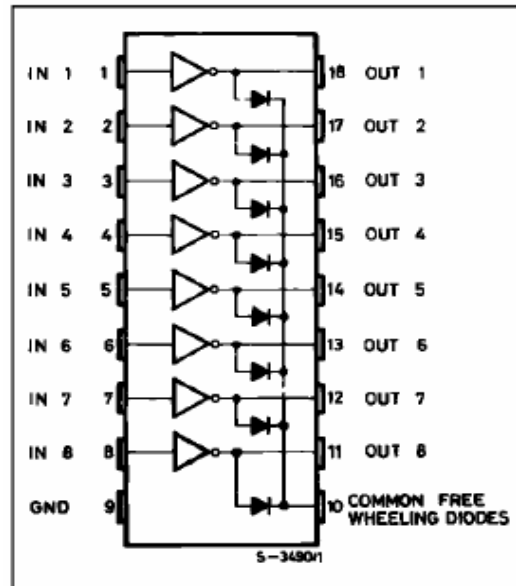 IN 1 1 18 OUT 1
IN 2 2 17 OUT 2
IN 3 3 16 OUT 3
IN 4 4 15 OUT 4
IN 5 5 14 OUT 5
IN 6 6 13 OUT 6
IN 7 7 12 OUT 7
IN 8 8 11 OUT 8
GND 9 10 COMMON FREE
WHEELING DIODES
S-3490/1